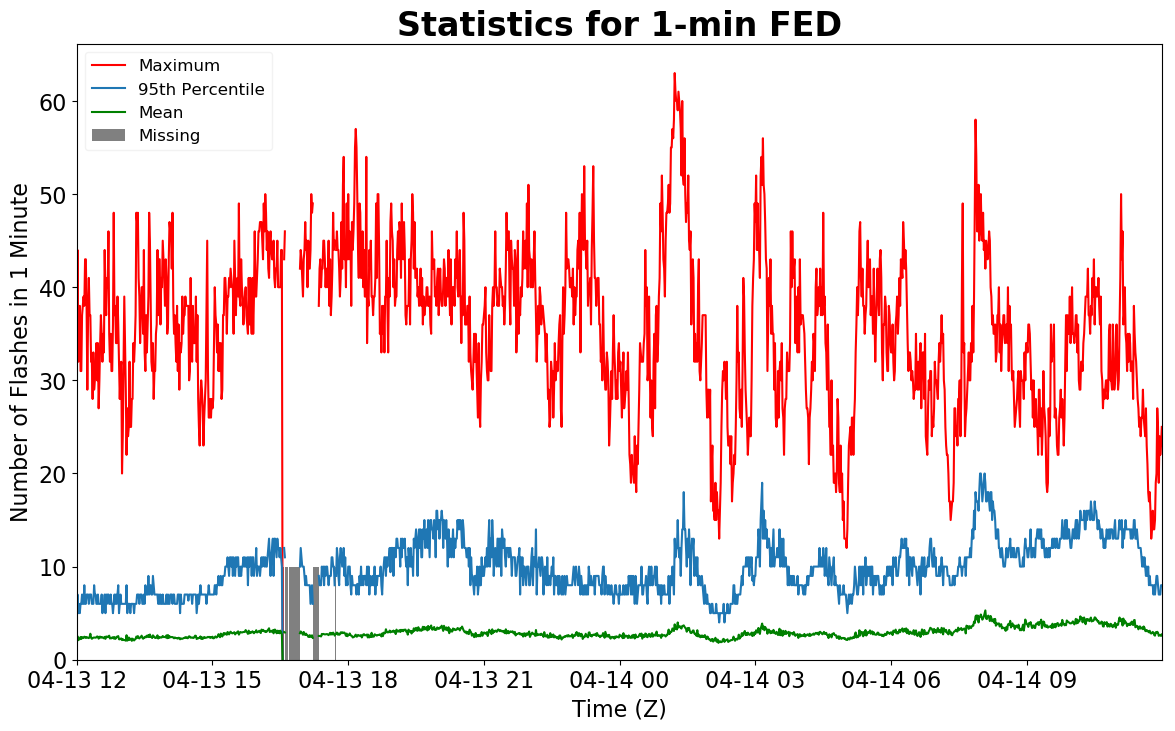 Statistics for 1-min FED
Maximum
95th Percentile
Mean
Missing
Number of Flashes in 1 Minute
60
50
40
30
20
10
0
04-13 12 04-13 15 04-13 18 04-13 21 04-14 00 04-14 03 04-14 06 04-14 09
Time (Z)